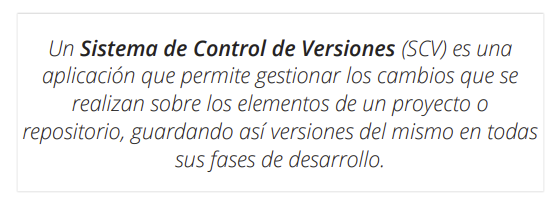 Un Sistema de Control de Versiones (SCV) es una
aplicación que permite gestionar los cambios que se
realizan sobre los elementos de un proyecto o
repositorio, guardando así versiones del mismo en todas
sus fases de desarrollo.